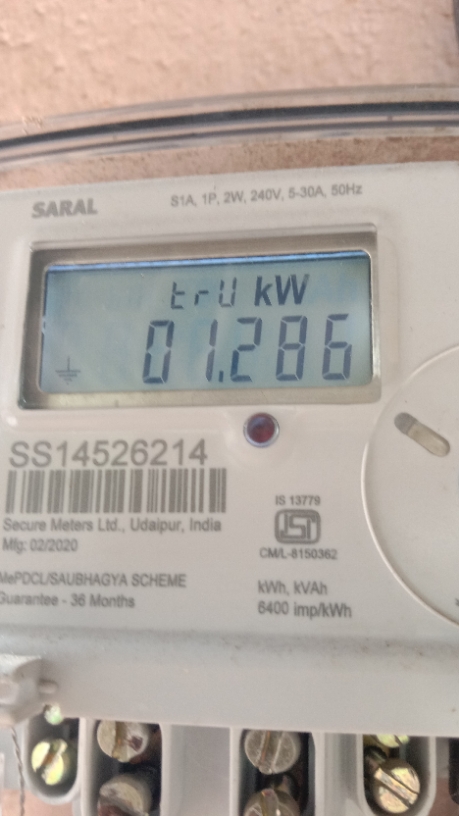 SARAL
S1A, 1P, 2W, 240V, 5-30A, 50Hz
trU kW
01.286
SS14526214
Secure Meters Ltd., Udaipur, India
Mfg: 02/2020
IS 13779
ISI
CM/L-8150362
MePDCL/SAUBHAGYA SCHEME
Guarantee - 36 Months
kWh, kVAh
6400 imp/kWh